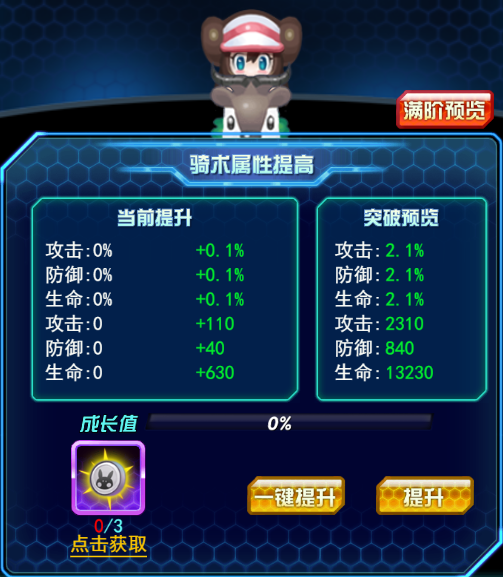 满阶预览
骑术属性提高
当前提升
攻击:0% +0.1%
防御:0% +0.1%
生命:0% +0.1%
攻击:0 +110
防御:0 +40
生命:0 +630
突破预览
攻击:2.1%
防御:2.1%
生命:2.1%
攻击:2310
防御:840
生命:13230
成长值 0%
0/3
点击获取
一键提升
提升